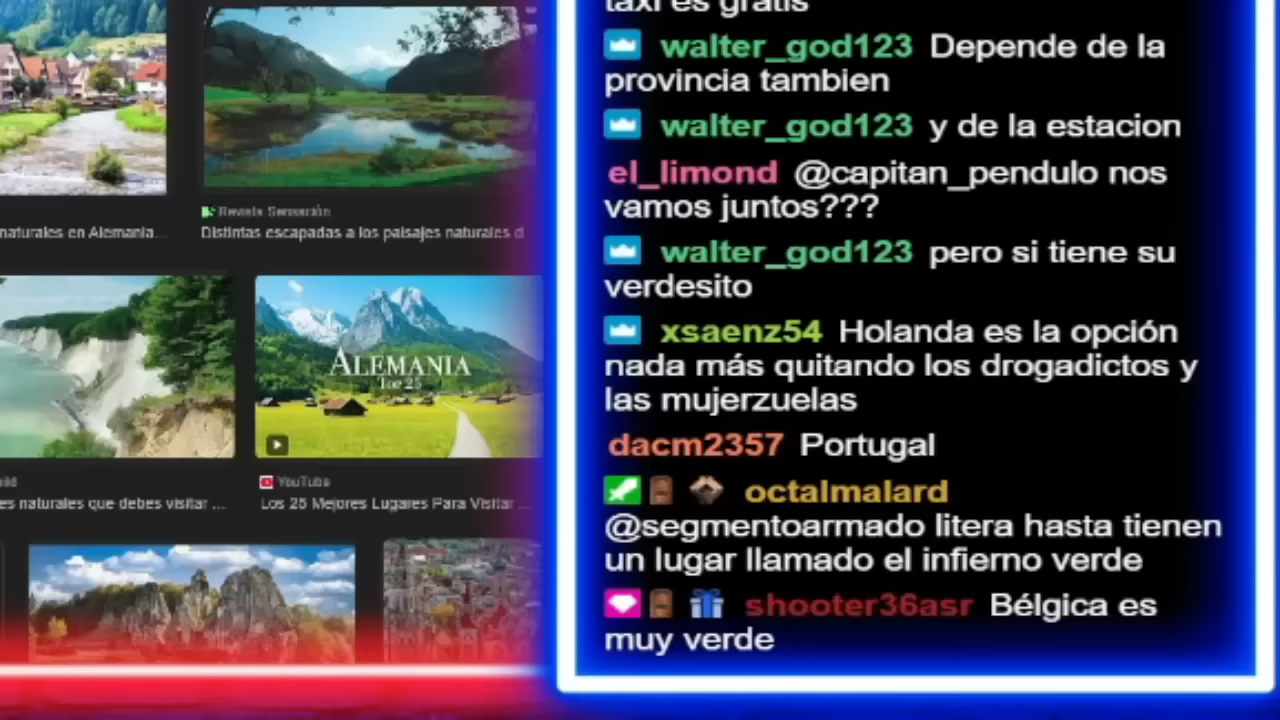 naturales en Alemania...
Revista Sensación
Distintas escapadas a los paisajes naturales d
ALEMANIA
Top 25
es naturales que debes visitar ...
YouTube
Los 25 Mejores Lugares Para Visitar ...
taxi es gratis
walter_god123 Depende de la
provincia tambien
walter_god123 y de la estacion
el_limond @capitan_pendulo nos
vamos juntos???
walter_god123 pero si tiene su
verdesito
xsaenz54 Holanda es la opción
nada más quitando los drogadictos y
las mujerzuelas
dacm2357 Portugal
octalmalard
@segmentoarmado litera hasta tienen
un lugar llamado el infierno verde
shooter36asr Bélgica es
muy verde